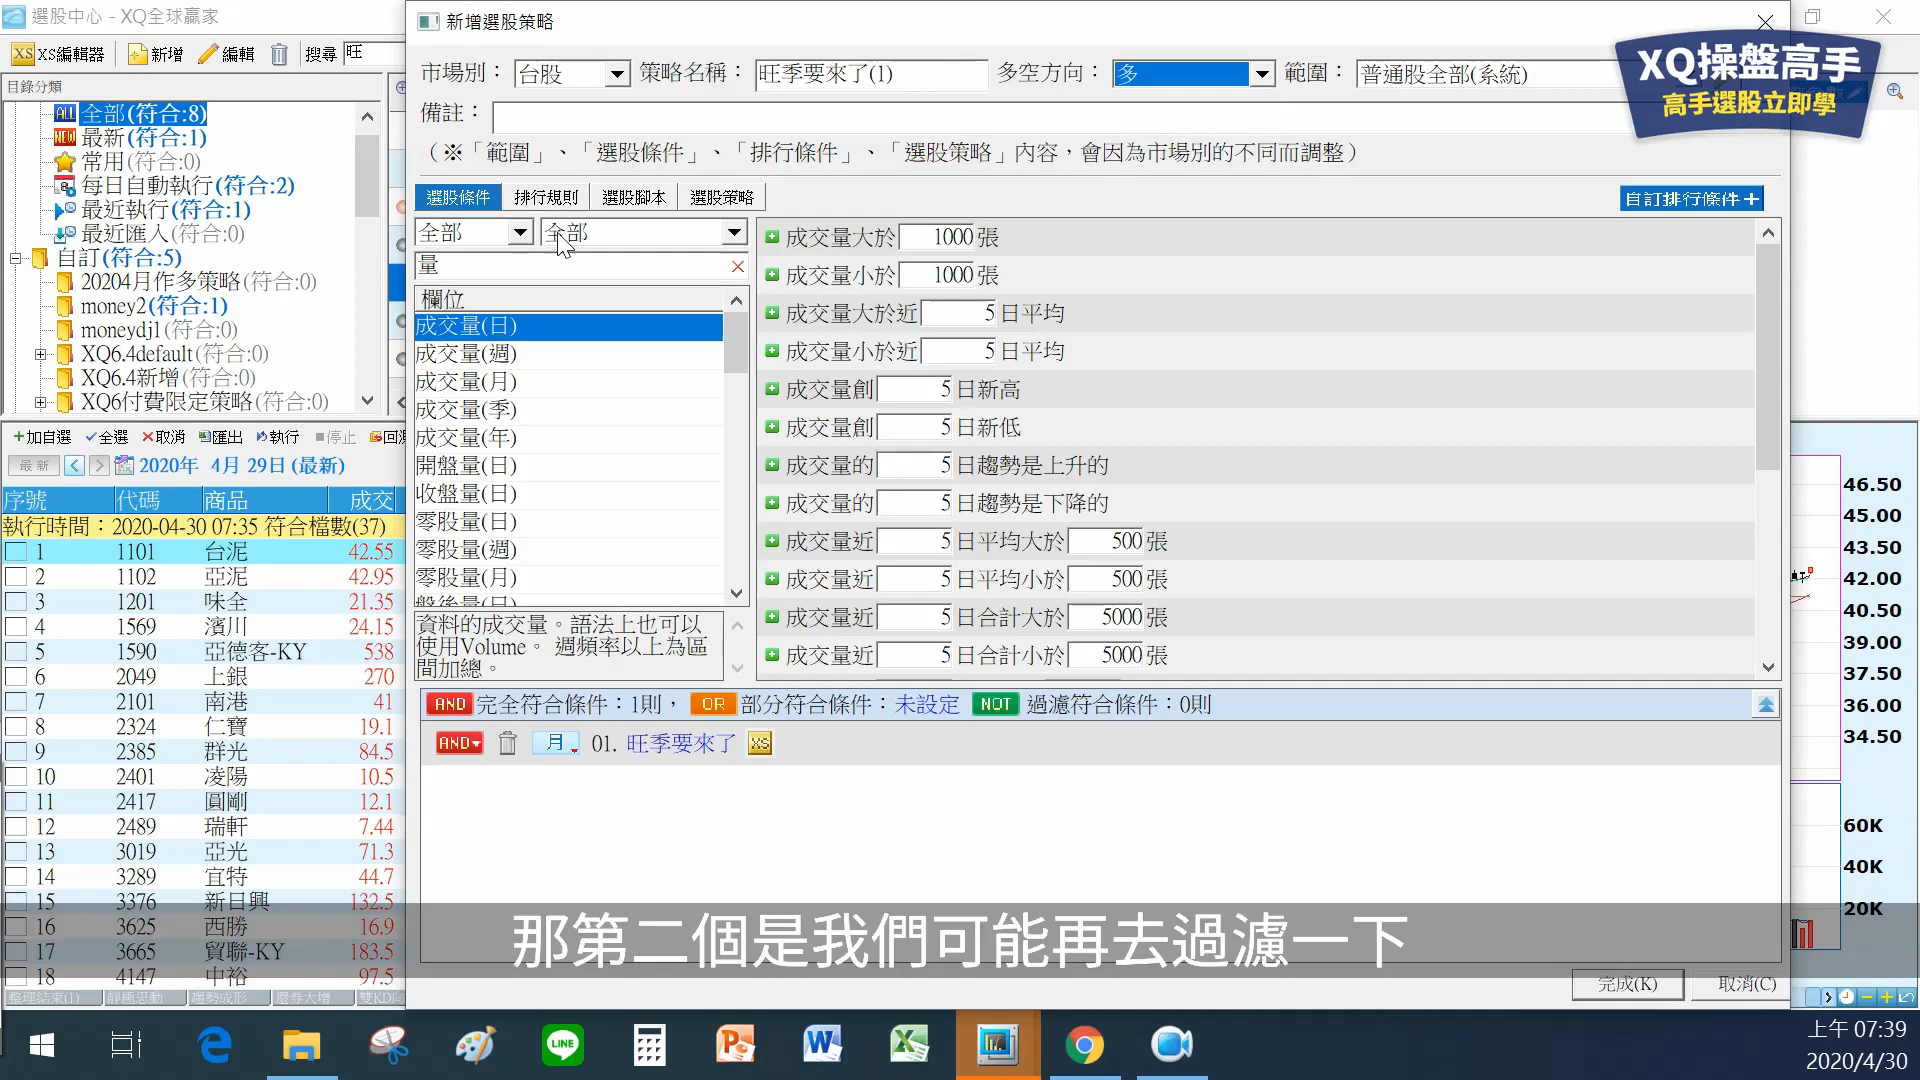 選股中心 - XQ全球贏家
XS編輯器 新增 編輯 搜尋 旺
目錄分類
全部(符合:8)
最新(符合:1)
常用(符合:0)
每日自動執行(符合:2)
最近執行(符合:1)
最近匯入(符合:0)
自訂(符合:5)
20204月作多策略(符合:0)
money2(符合:1)
moneydj1(符合:0)
XQ6.4default(符合:0)
XQ6.4新增(符合:0)
XQ6付費限定策略(符合:0)
+加自選 全選 取消 匯出 執行 停止
最新 2020年 4月 29日 (最新)
序號 代碼 商品 成交
執行時間：2020-04-30 07:35 符合檔數(37)
1 1101 台泥 42.55
2 1102 亞泥 42.95
3 1201 味全 21.35
4 1569 濱川 24.15
5 1590 亞德客-KY 538
6 2049 上銀 270
7 2101 南港 41
8 2324 仁寶 19.1
9 2385 群光 84.5
10 2401 凌陽 10.5
11 2417 圓剛 12.1
12 2489 瑞軒 7.44
13 3019 亞光 71.3
14 3289 宜特 44.7
15 3376 新日興 132.5
16 3625 西勝 16.9
17 3665 貿聯-KY 183.5
18 4147 中裕 97.5
整理結束(1) 靜極思動 趨勢成形
新增選股策略
市場別： 台股 策略名稱： 旺季要來了(1) 多空方向： 多 範圍： 普通股全部(系統)
備註：
（※「範圍」、「選股條件」、「排行條件」、「選股策略」內容，會因為市場別的不同而調整）
選股條件 排行規則 選股腳本 選股策略
自訂排行條件＋
全部 全部
量
欄位
成交量(日)
成交量(週)
成交量(月)
成交量(季)
成交量(年)
開盤量(日)
收盤量(日)
零股量(日)
零股量(週)
零股量(月)
盤後量(日)
資料的成交量。語法上也可以
使用Volume。 週頻率以上為區
間加總。
成交量大於 1000 張
成交量小於 1000 張
成交量大於近 5 日平均
成交量小於近 5 日平均
成交量創 5 日新高
成交量創 5 日新低
成交量的 5 日趨勢是上升的
成交量的 5 日趨勢是下降的
成交量近 5 日平均大於 500 張
成交量近 5 日平均小於 500 張
成交量近 5 日合計大於 5000 張
成交量近 5 日合計小於 5000 張
AND 完全符合條件：1則， OR 部分符合條件：未設定 NOT 過濾符合條件：0則
AND 月 01. 旺季要來了 XS
完成(K) 取消(C)
XQ操盤高手
高手選股立即學
46.50
45.00
43.50
42.00
40.50
39.00
37.50
36.00
34.50
60K
40K
20K
那第二個是我們可能再去過濾一下
LINE
上午 07:39
2020/4/30